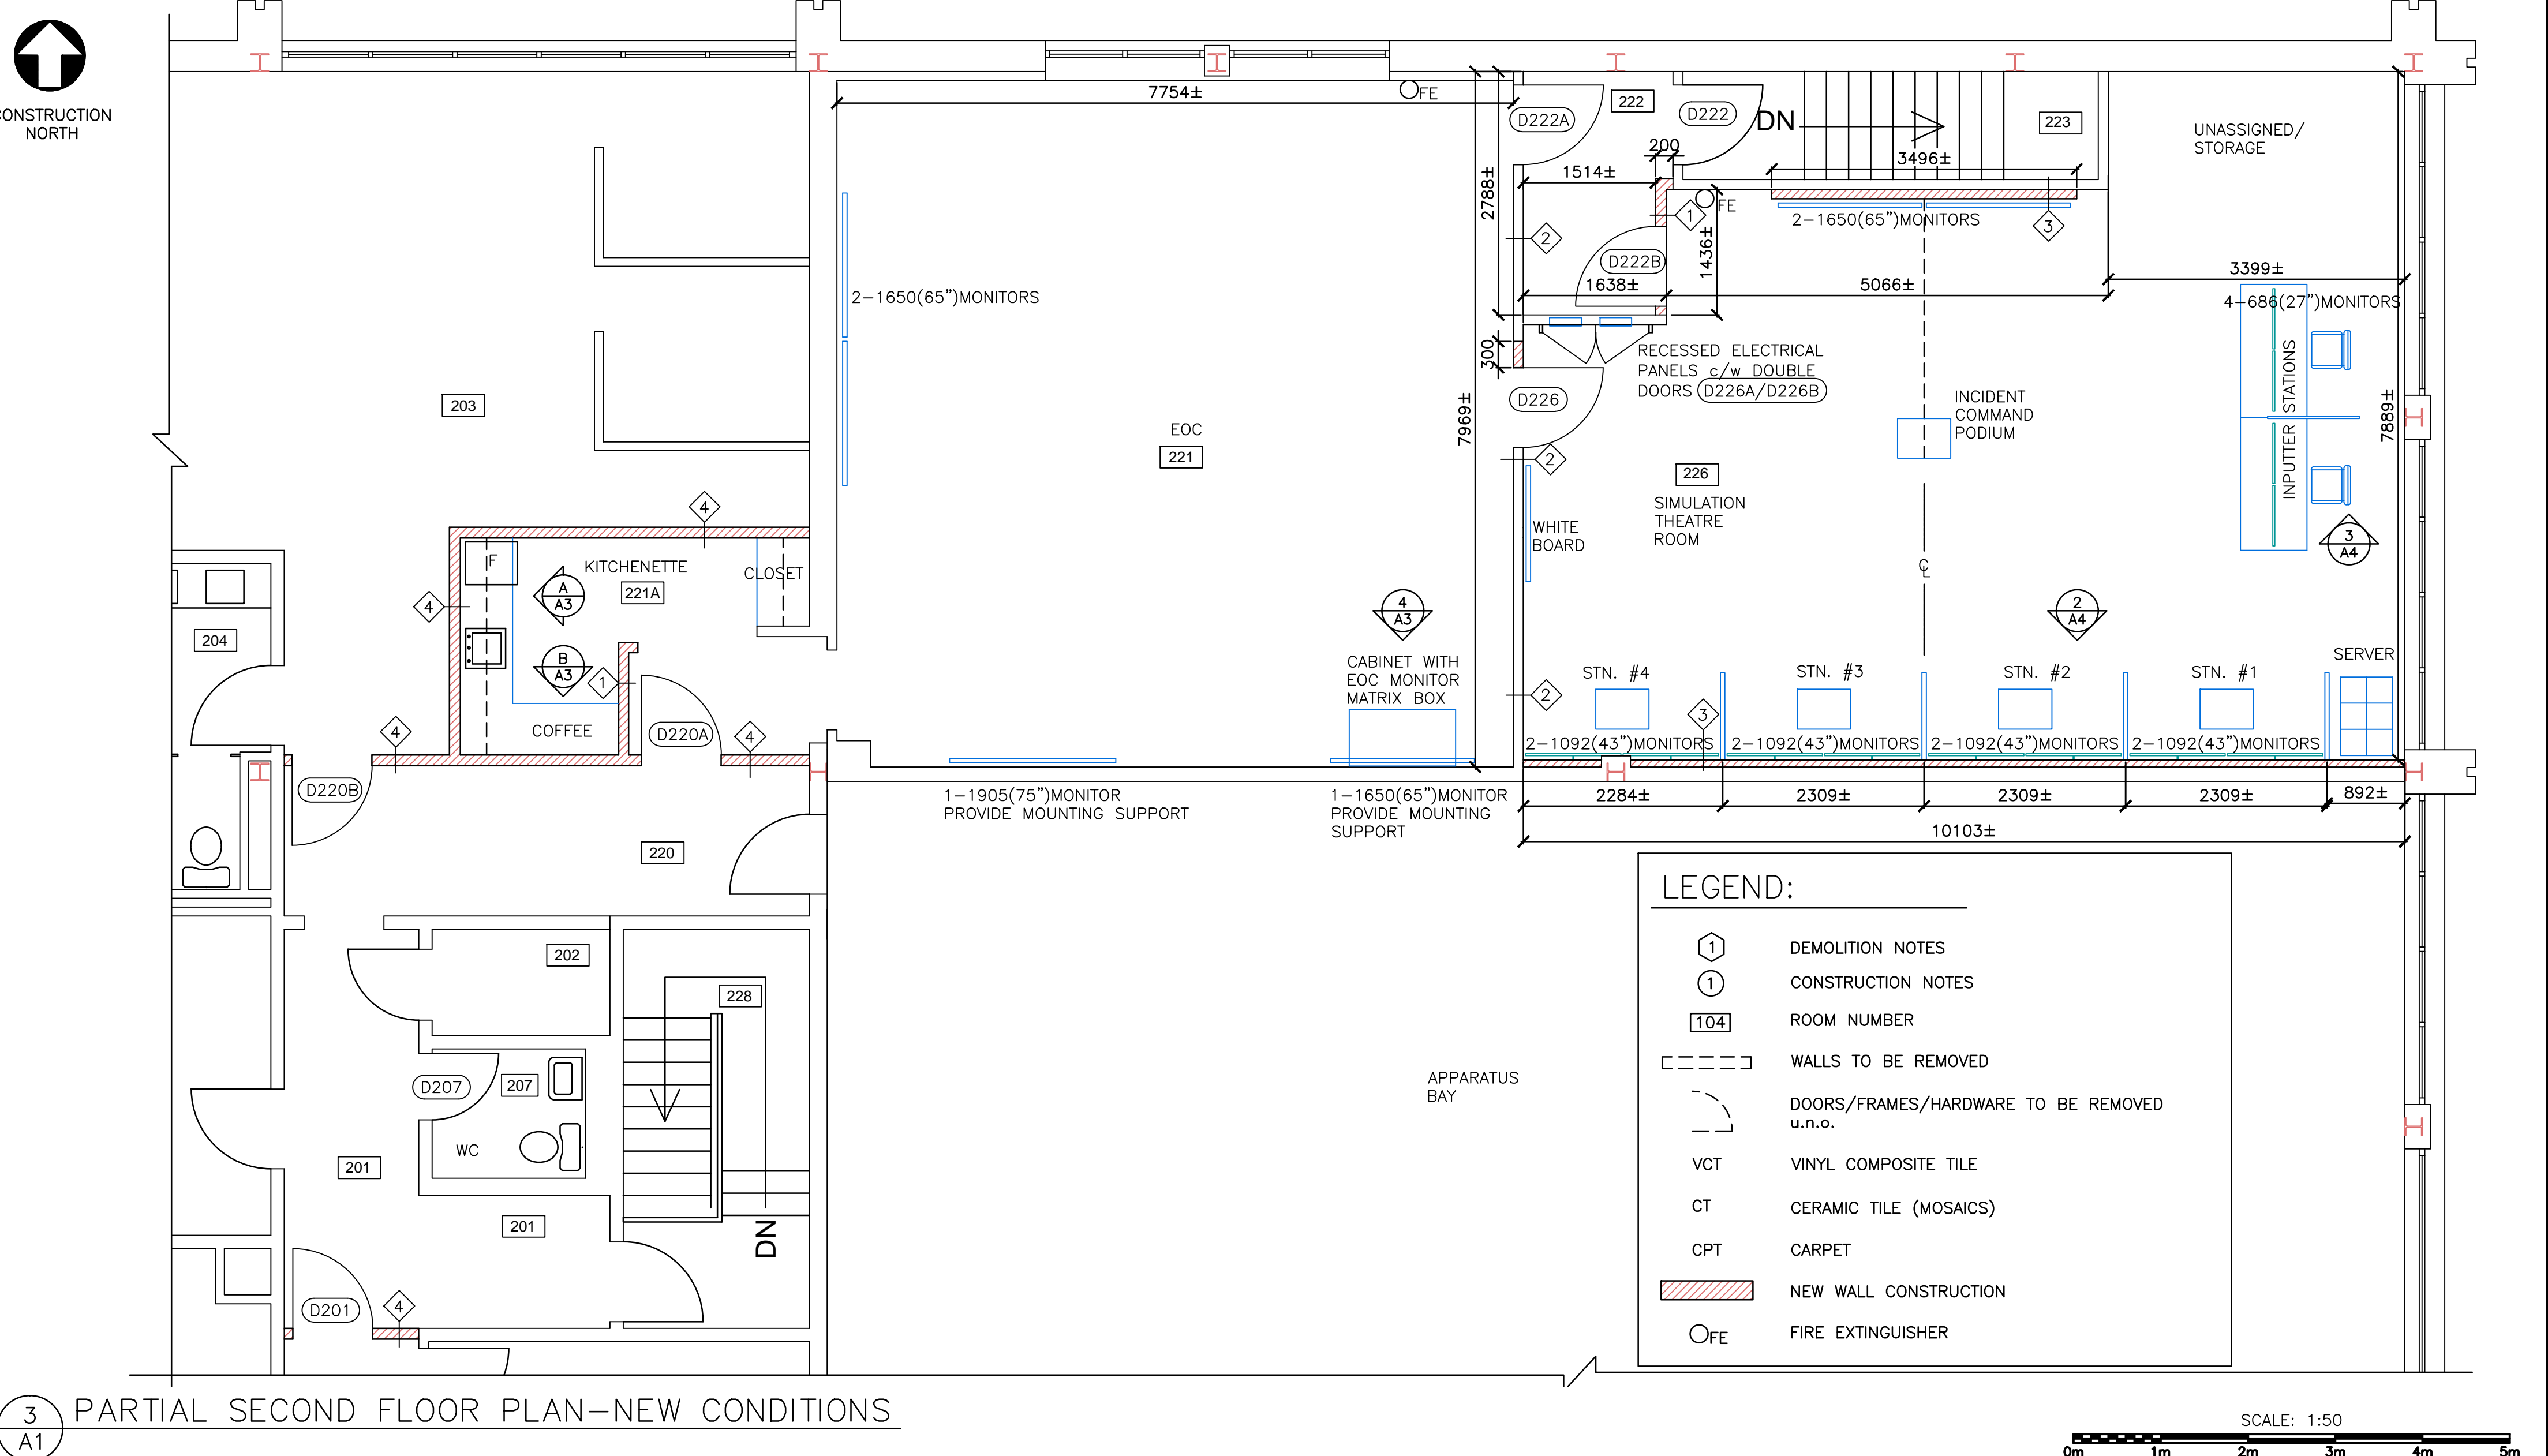 CONSTRUCTION
NORTH
7754±
FE
D222A
222
D222
DN
223
UNASSIGNED/
STORAGE
200
3496±
1514±
2788±
1
FE
2-1650(65")MONITORS
3
2
1436±
D222B
2-1650(65")MONITORS
1638±
5066±
3399±
4-686(27")MONITORS
300
RECESSED ELECTRICAL
PANELS c/w DOUBLE
DOORS D226A/D226B
INPUTTER STATIONS
7889±
7969±
D226
INCIDENT
COMMAND
PODIUM
203
EOC
221
2
226
SIMULATION
THEATRE
ROOM
WHITE
BOARD
4
3
A4
F
KITCHENETTE
CLOSET
221A
A
A3
4
℄
4
A3
2
A4
204
B
A3
1
CABINET WITH
EOC MONITOR
MATRIX BOX
2
SERVER
STN. #4
STN. #3
STN. #2
STN. #1
3
4
COFFEE
D220A
4
2-1092(43")MONITORS
2-1092(43")MONITORS
2-1092(43")MONITORS
2-1092(43")MONITORS
D220B
1-1905(75")MONITOR
PROVIDE MOUNTING SUPPORT
1-1650(65")MONITOR
PROVIDE MOUNTING
SUPPORT
2284±
2309±
2309±
2309±
892±
10103±
220
LEGEND:
202
1
DEMOLITION NOTES
228
1
CONSTRUCTION NOTES
104
ROOM NUMBER
WALLS TO BE REMOVED
D207
207
APPARATUS
BAY
DOORS/FRAMES/HARDWARE TO BE REMOVED
u.n.o.
WC
201
VCT
VINYL COMPOSITE TILE
CT
CERAMIC TILE (MOSAICS)
201
DN
CPT
CARPET
NEW WALL CONSTRUCTION
D201
4
FE
FIRE EXTINGUISHER
3
A1
PARTIAL SECOND FLOOR PLAN-NEW CONDITIONS
SCALE: 1:50
0m
1m
2m
3m
4m
5m